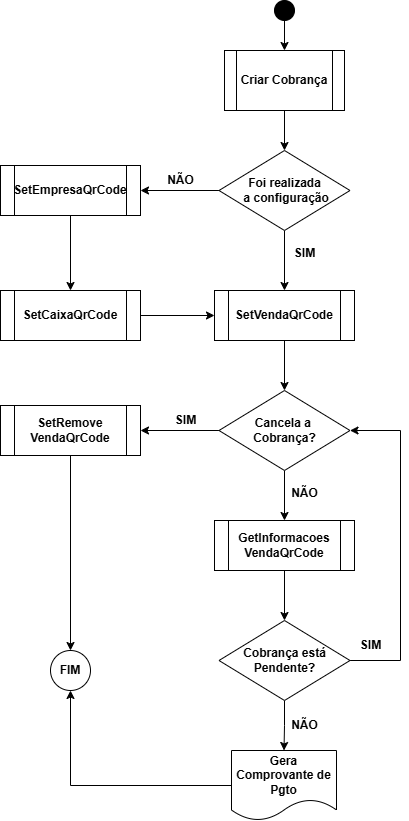 Criar Cobrança
Foi realizada
a configuração
NÃO
SetEmpresaQrCode
SIM
SetCaixaQrCode
SetVendaQrCode
Cancela a
Cobrança?
SIM
SetRemove
VendaQrCode
NÃO
GetInformacoes
VendaQrCode
Cobrança está
Pendente?
SIM
FIM
NÃO
Gera
Comprovante de
Pgto